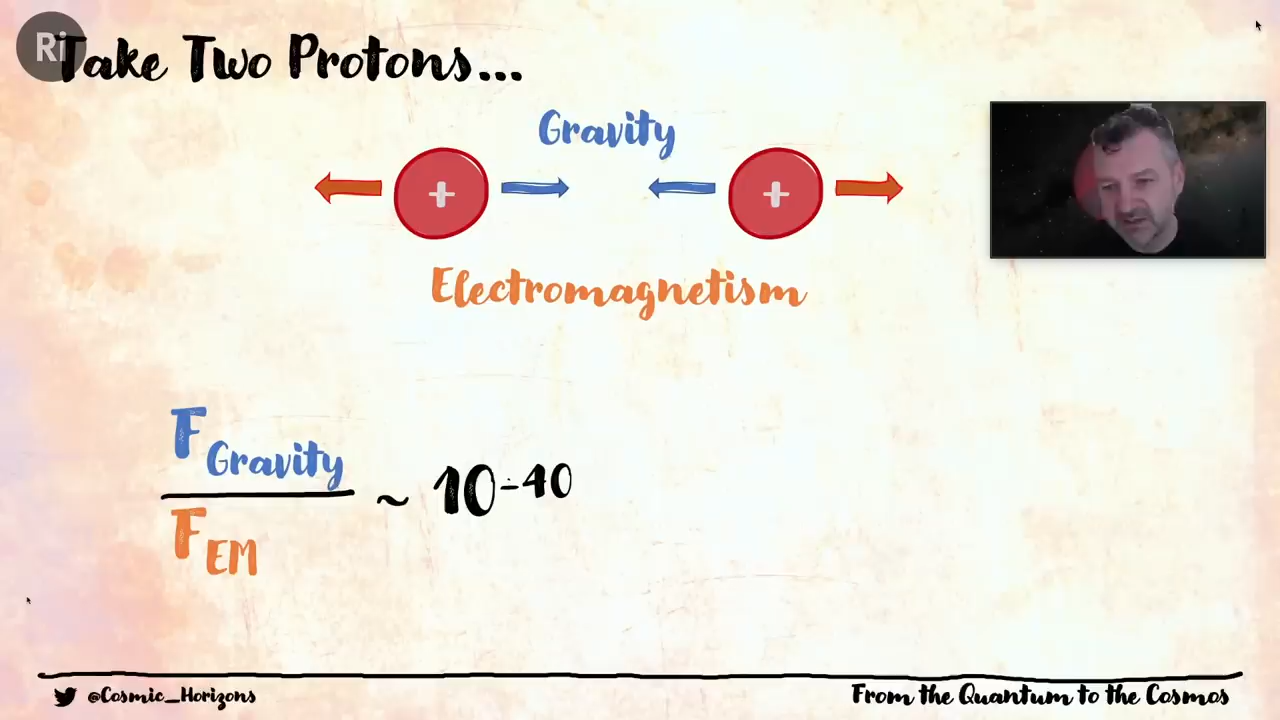 Ri
Take Two Protons...
Gravity
+ +
Electromagnetism
F Gravity
F EM
~ 10-40
@Cosmic_Horizons
From the Quantum to the Cosmos